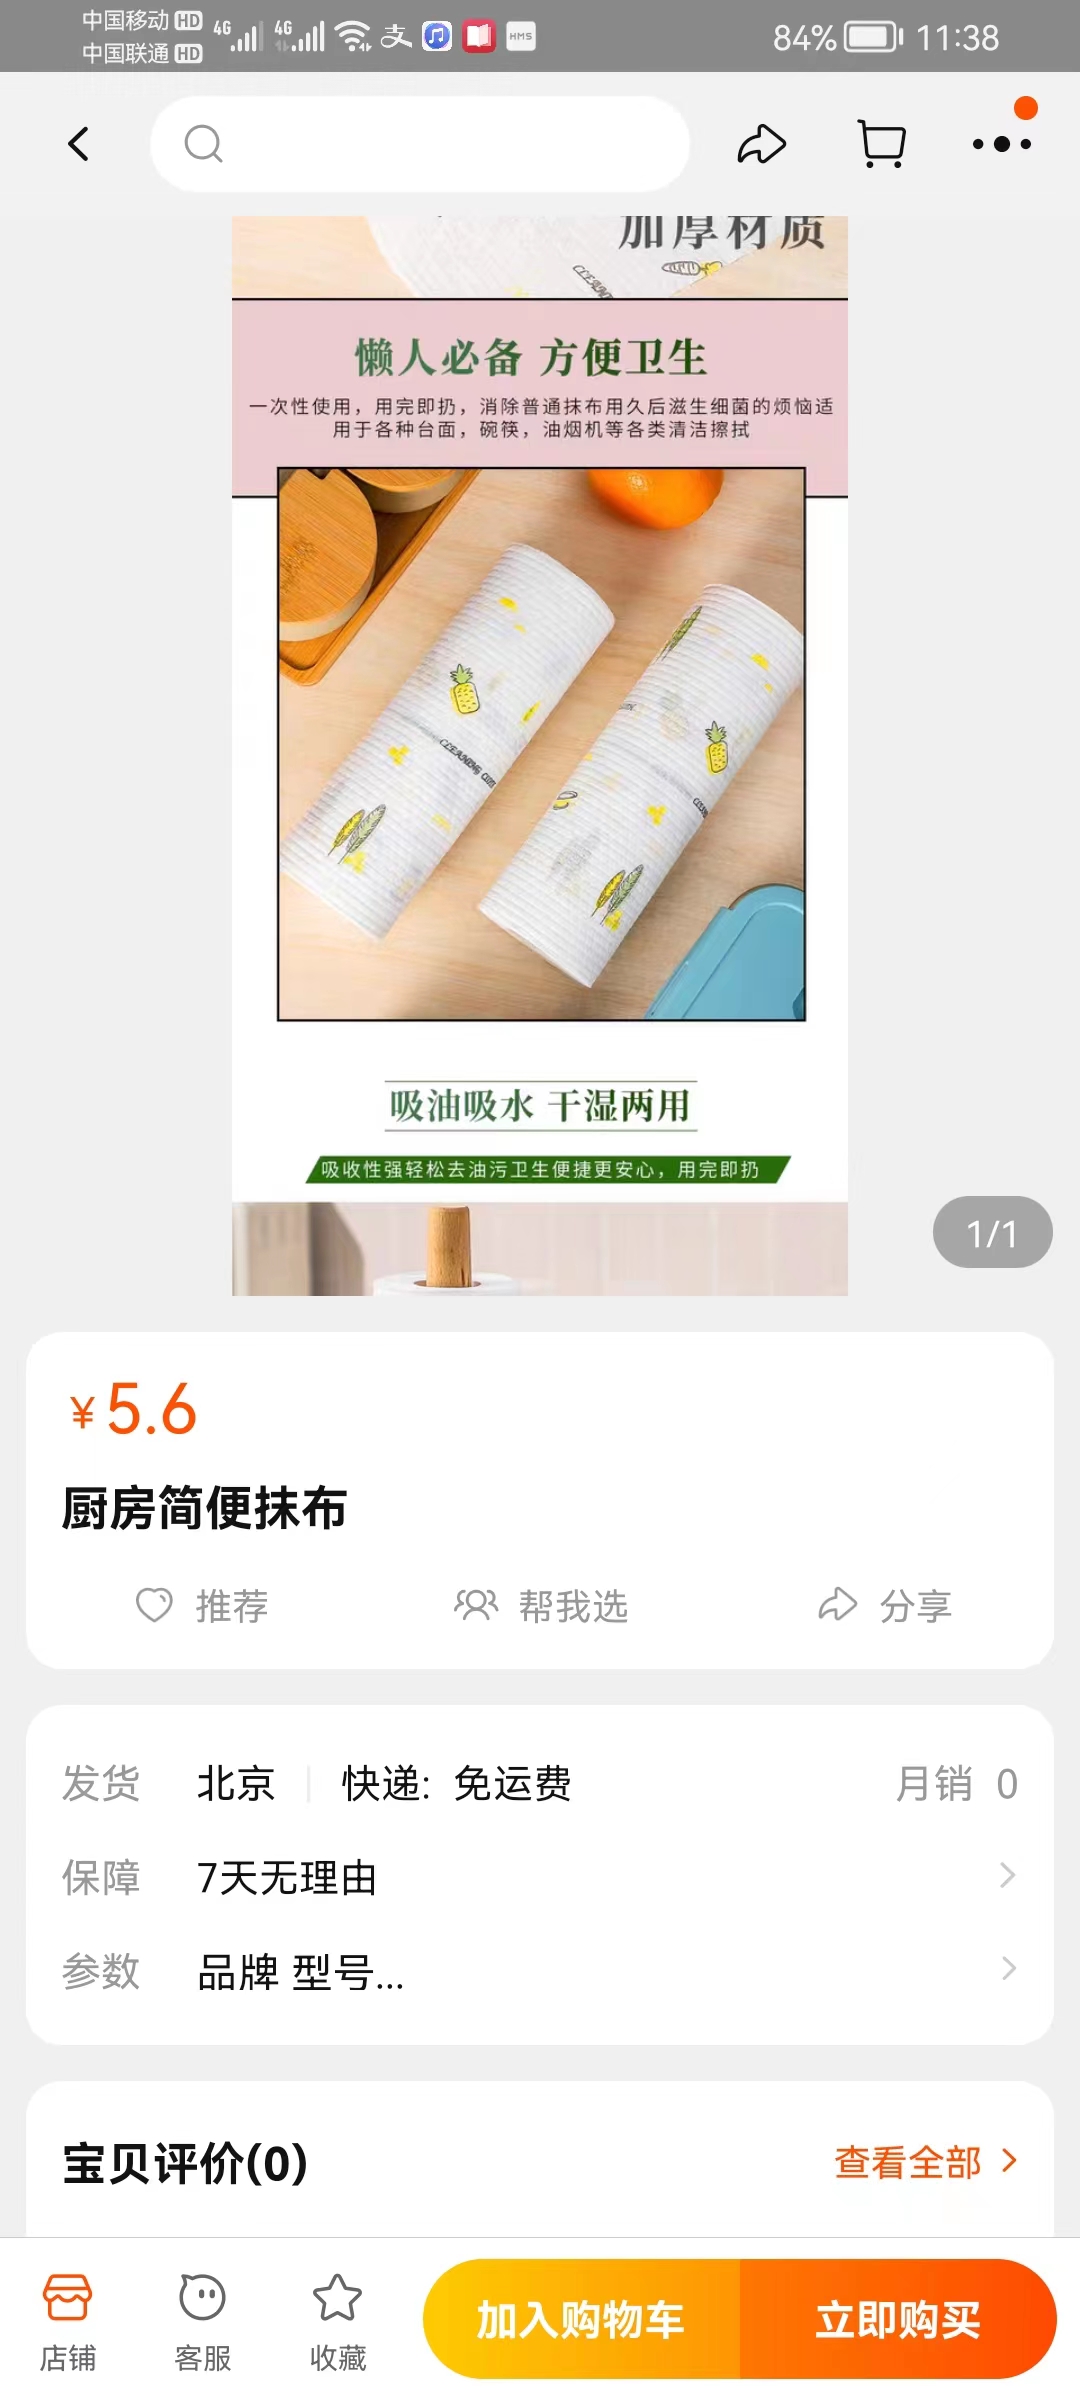 中国移动 HD 4G 4G 支 HMS 84% 11:38
中国联通 HD
加厚材质
CLEANING
懒人必备 方便卫生
一次性使用，用完即扔，消除普通抹布用久后滋生细菌的烦恼适
用于各种台面，碗筷，油烟机等各类清洁擦拭
CLEANING
吸油吸水 干湿两用
吸收性强轻松去油污卫生便捷更安心，用完即扔
1/1
¥5.6
厨房简便抹布
推荐 帮我选 分享
发货 北京 快递: 免运费 月销 0
保障 7天无理由
参数 品牌 型号...
宝贝评价(0) 查看全部
店铺 客服 收藏 加入购物车 立即购买